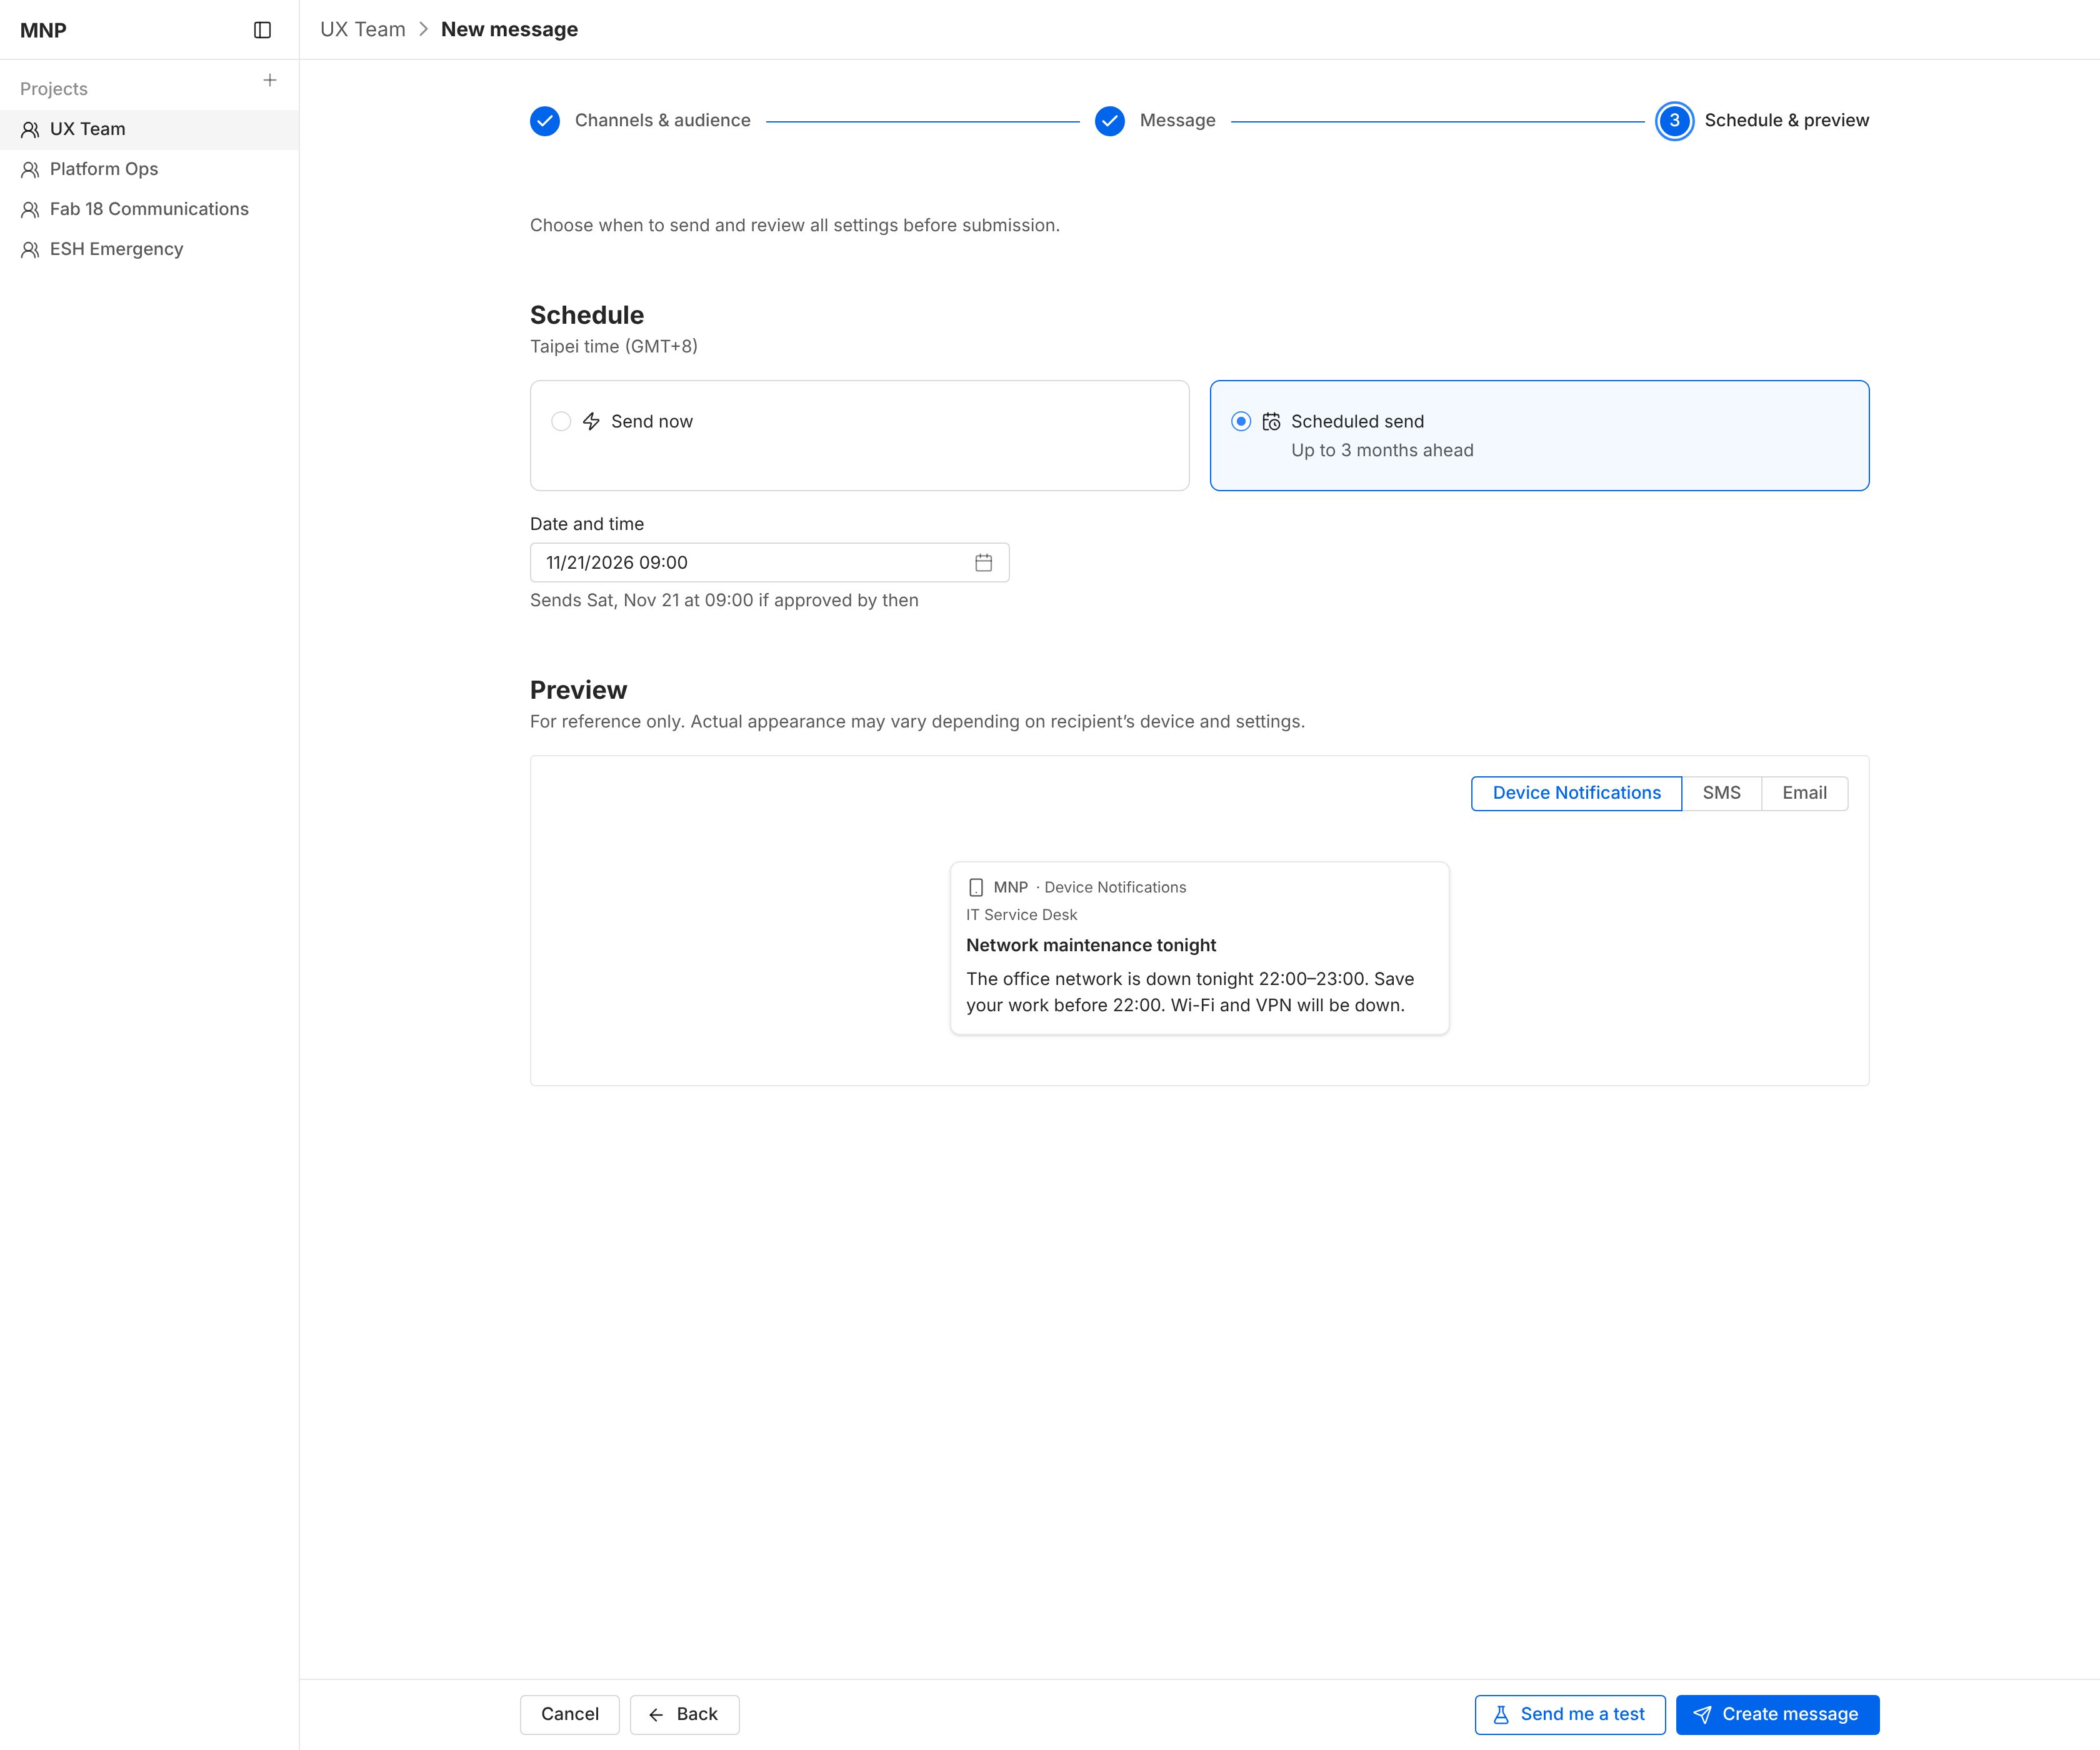 MNP
UX Team
New message
Projects
UX Team
Platform Ops
Fab 18 Communications
ESH Emergency
Channels & audience
Message
3
Schedule & preview
Choose when to send and review all settings before submission.
Schedule
Taipei time (GMT+8)
Send now
Scheduled send
Up to 3 months ahead
Date and time
11/21/2026 09:00
Sends Sat, Nov 21 at 09:00 if approved by then
Preview
For reference only. Actual appearance may vary depending on recipient’s device and settings.
Device Notifications
SMS
Email
MNP · Device Notifications
IT Service Desk
Network maintenance tonight
The office network is down tonight 22:00–23:00. Save
your work before 22:00. Wi-Fi and VPN will be down.
Cancel
Back
Send me a test
Create message